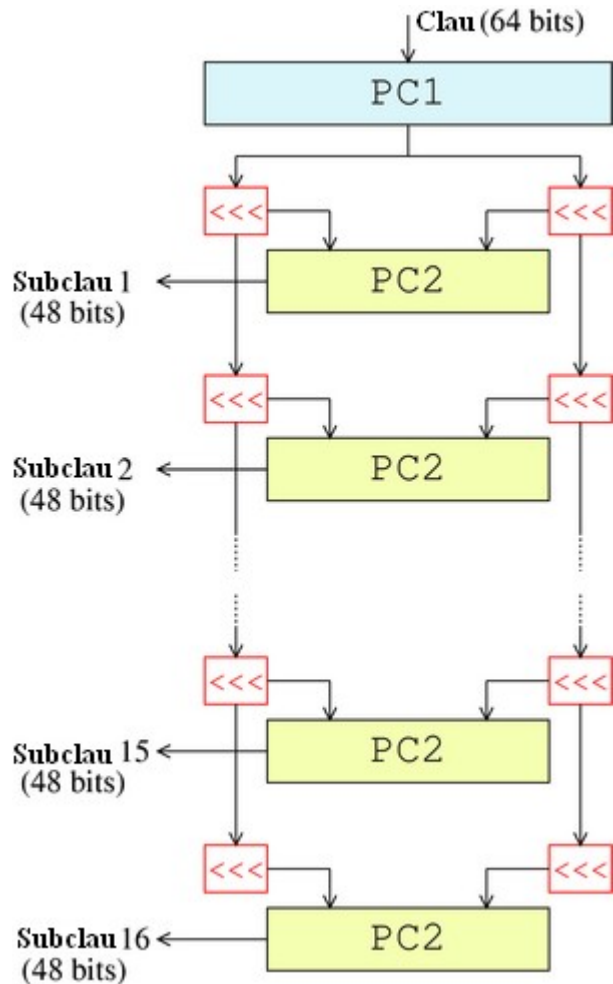 Clau (64 bits)
PC1
<<< <<<
PC2
Subclau 1
(48 bits)
<<< <<<
PC2
Subclau 2
(48 bits)
<<< <<<
PC2
Subclau 15
(48 bits)
<<< <<<
PC2
Subclau 16
(48 bits)